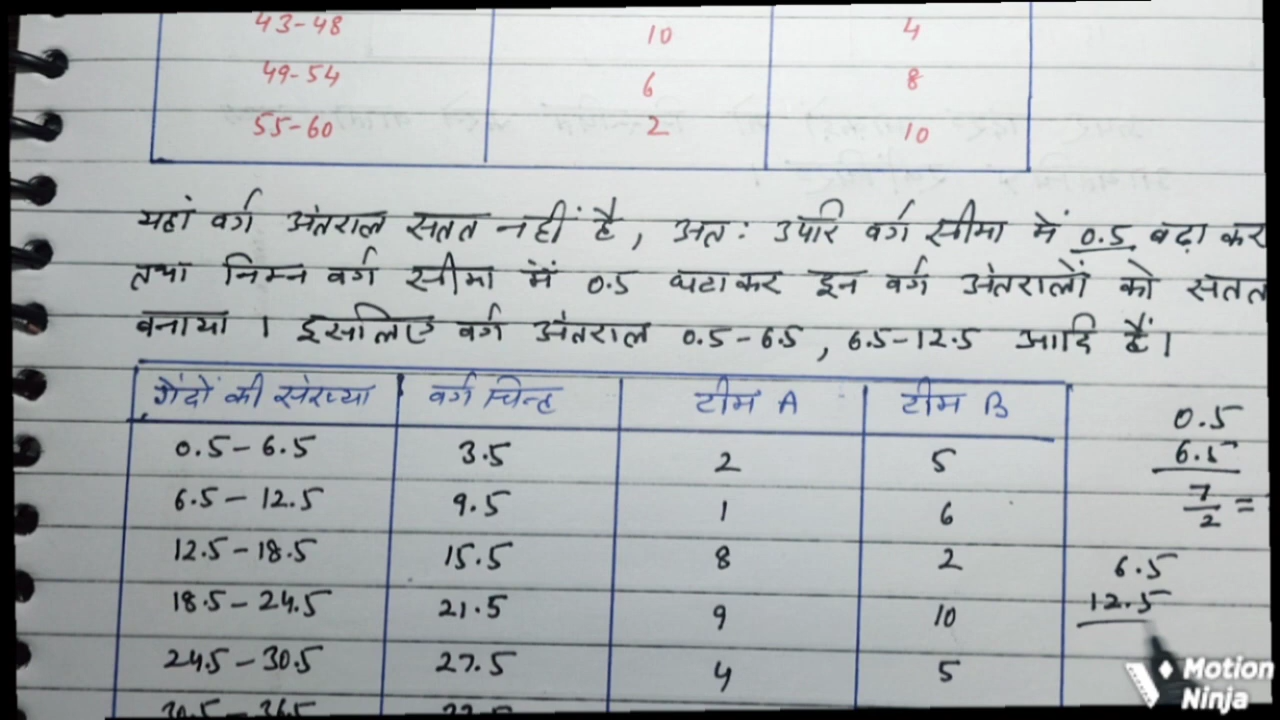 43-48 10 4
49-54 6 8
55-60 2 10
यहां वर्ग अंतराल सतत नहीं है, अतः उपरि वर्ग सीमा में 0.5 बढ़ा कर
तथा निम्न वर्ग सीमा में 0.5 घटाकर इन वर्ग अंतरालों को सतत
बनाया । इसलिए वर्ग अंतराल 0.5-6.5, 6.5-12.5 आदि हैं।
गेंदों की संख्या वर्ग चिन्ह टीम A टीम B
0.5-6.5 3.5 2 5
6.5-12.5 9.5 1 6
12.5-18.5 15.5 8 2
18.5-24.5 21.5 9 10
24.5-30.5 27.5 4 5
30.5-36.5
0.5
6.5
7/2 =
6.5
12.5
Motion
Ninja